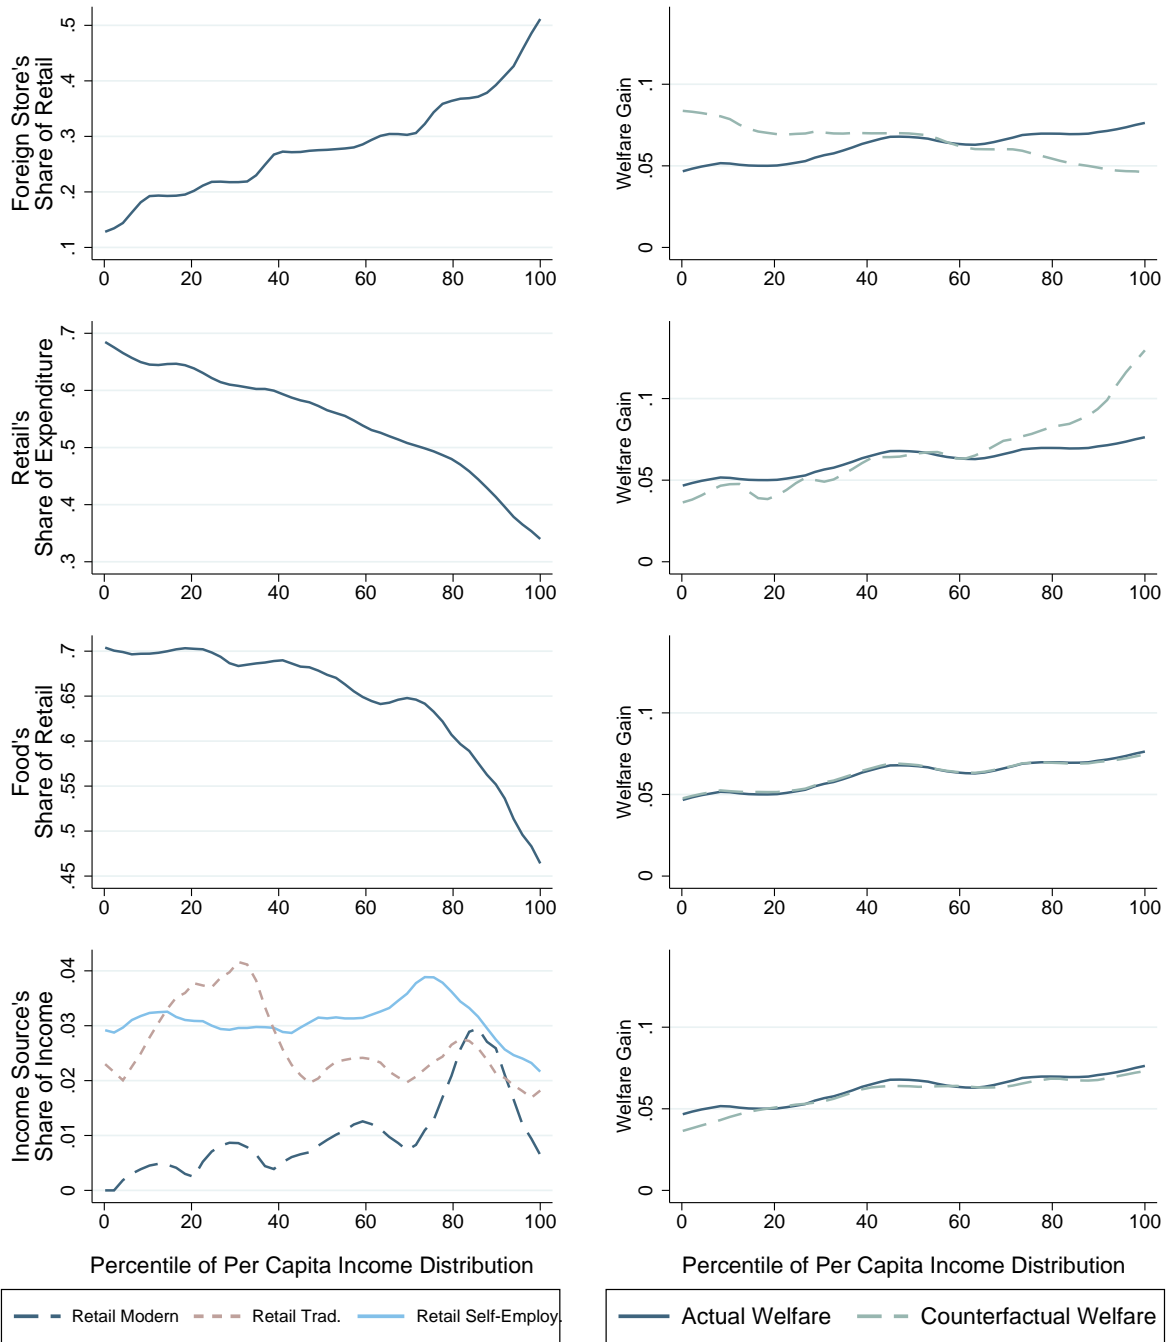 Foreign Store's
Share of Retail
.5
.4
.3
.2
.1
0 20 40 60 80 100
Welfare Gain
.1
.05
0
0 20 40 60 80 100
Retail's
Share of Expenditure
.7
.6
.5
.4
.3
0 20 40 60 80 100
Welfare Gain
.1
.05
0
0 20 40 60 80 100
Food's
Share of Retail
.7
.65
.6
.55
.5
.45
0 20 40 60 80 100
Welfare Gain
.1
.05
0
0 20 40 60 80 100
Income Source's
Share of Income
.04
.03
.02
.01
0
0 20 40 60 80 100
Welfare Gain
.1
.05
0
0 20 40 60 80 100
Percentile of Per Capita Income Distribution
Percentile of Per Capita Income Distribution
Retail Modern Retail Trad. Retail Self-Employ.
Actual Welfare Counterfactual Welfare